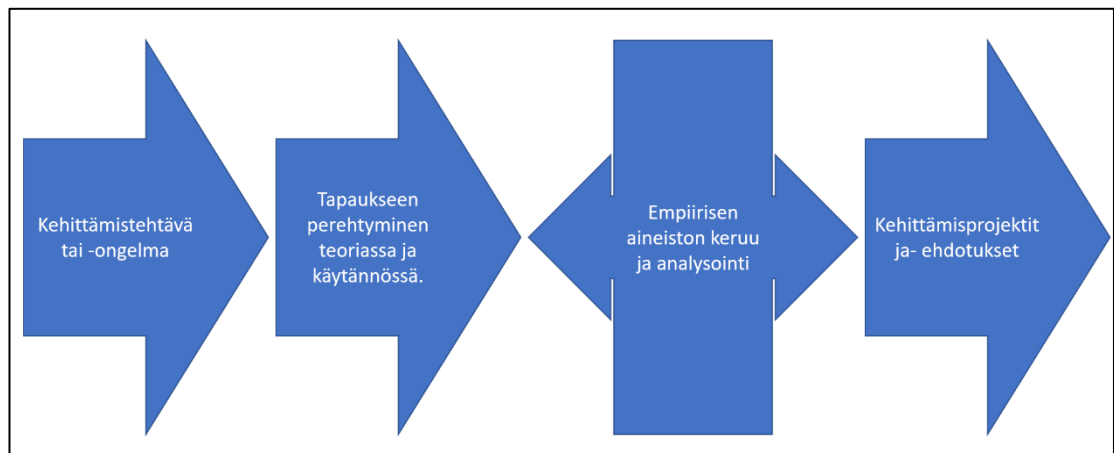 Kehittämistehtävä
tai -ongelma
Tapaukseen
perehtyminen
teoriassa ja
käytännössä.
Empiirisen
aineiston keruu
ja analysointi
Kehittämisprojektit
ja- ehdotukset